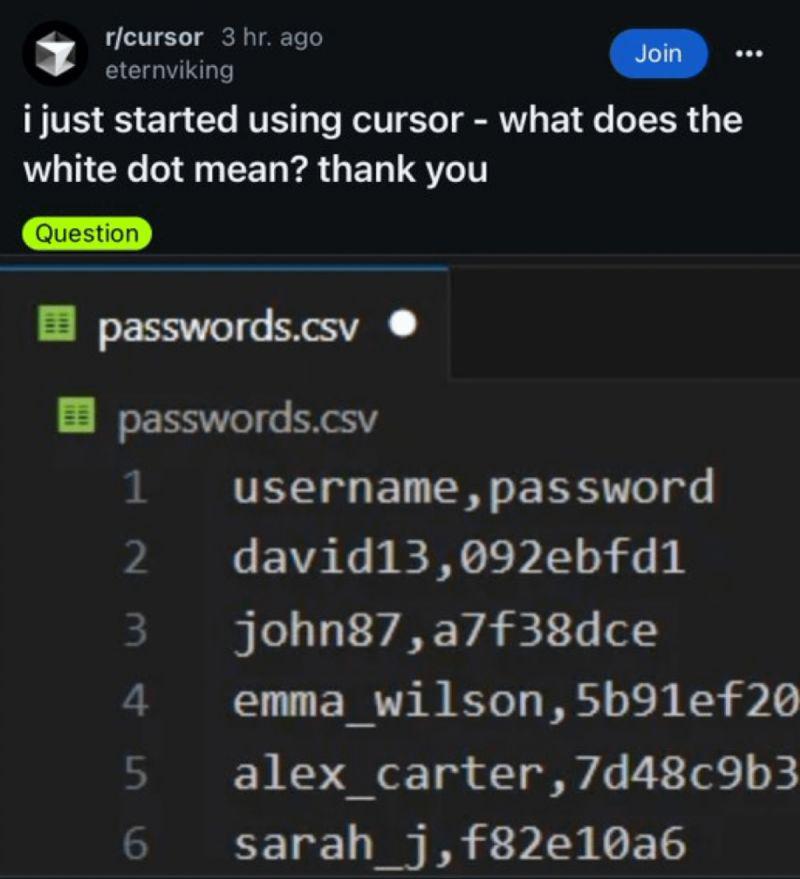 r/cursor 3 hr. ago
eternviking
Join
i just started using cursor - what does the
white dot mean? thank you
Question
passwords.csv
passwords.csv
1 username,password
2 david13,092ebfd1
3 john87,a7f38dce
4 emma_wilson,5b91ef20
5 alex_carter,7d48c9b3
6 sarah_j,f82e10a6